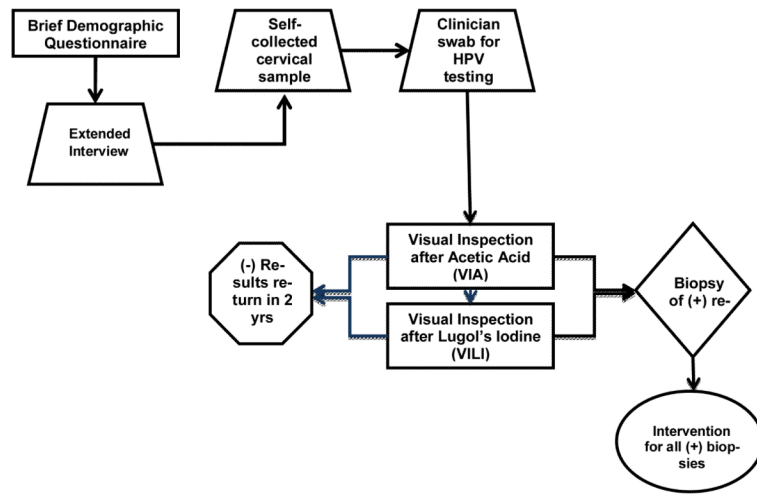 Brief Demographic
Questionnaire
Extended
Interview
Self-
collected
cervical
sample
Clinician
swab for
HPV
testing
Visual Inspection
after Acetic Acid
(VIA)
Visual Inspection
after Lugol's Iodine
(VILI)
(-) Re-
sults re-
turn in 2
yrs
Biopsy
of (+) re-
Intervention
for all (+) biop-
sies